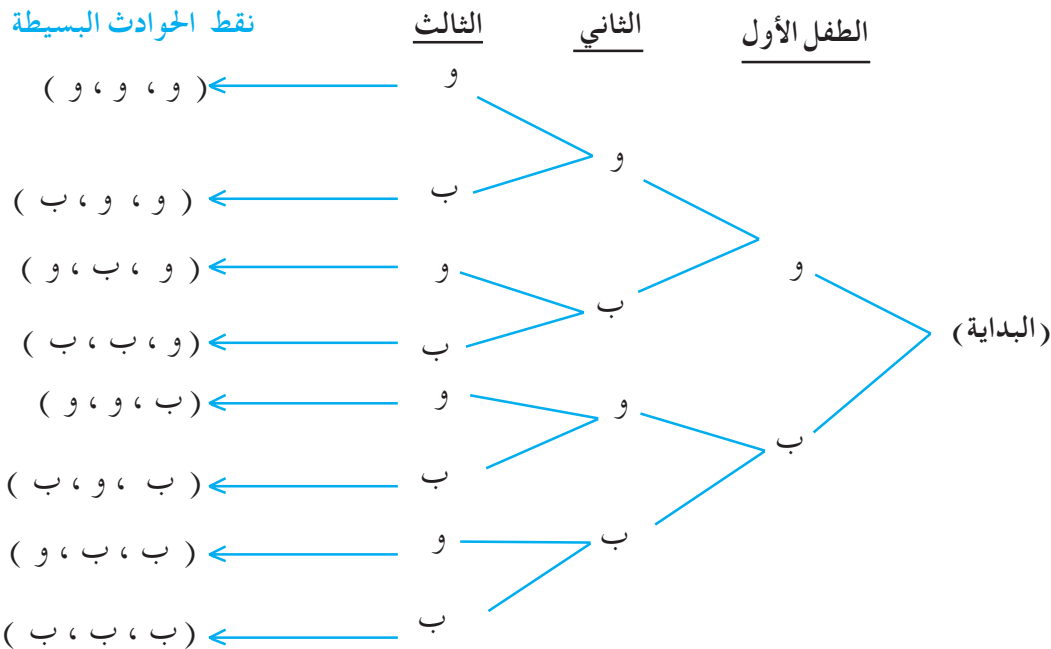 الطفل الأول الثاني الثالث نقط الحوادث البسيطة
و ( و ، و ، و )
و
ب ( و ، و ، ب )
و
و ( و ، ب ، و )
ب
(البداية)
ب ( و ، ب ، ب )
و ( ب ، و ، و )
و
ب
ب ( ب ، و ، ب )
ب
و ( ب ، ب ، و )
ب ( ب ، ب ، ب )